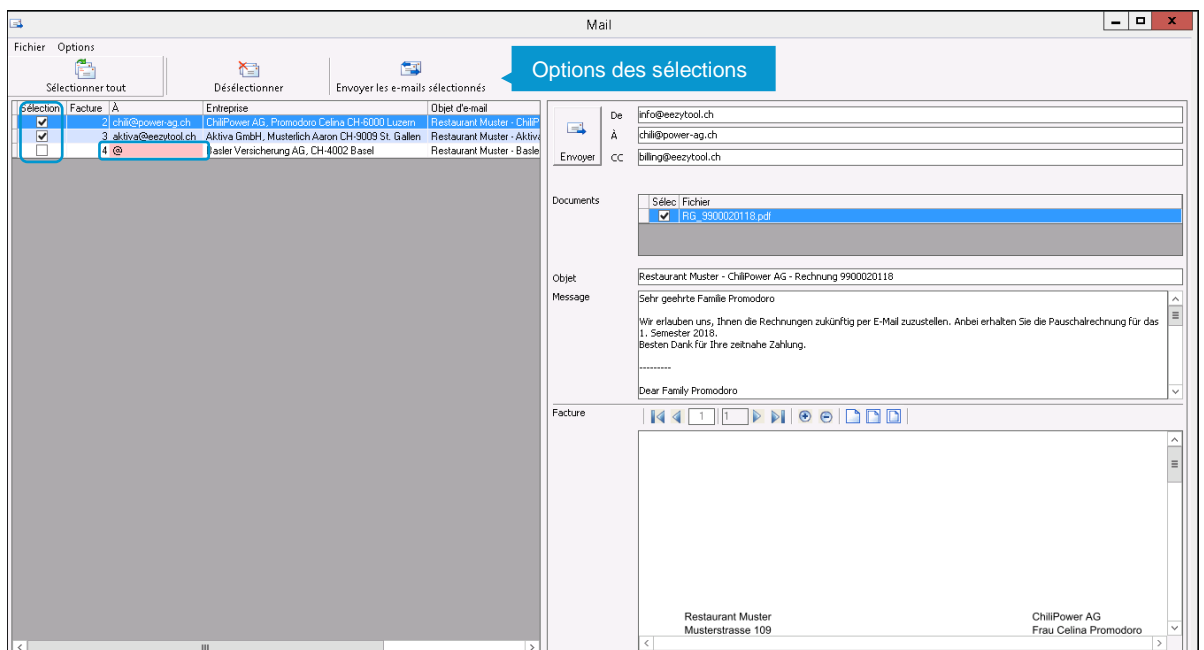 Mail
Fichier Options
Sélectionner tout
Désélectionner
Envoyer les e-mails sélectionnés
Options des sélections
Sélection Facture À Entreprise Objet d'e-mail
2 chili@power-ag.ch ChiliPower AG, Promodoro Celina CH-6000 Luzern Restaurant Muster - ChiliP
3 aktiva@eezytool.ch Aktiva GmbH, Musterlich Aaron CH-9009 St. Gallen Restaurant Muster - Aktiva
4 @ Basler Versicherung AG, CH-4002 Basel Restaurant Muster - Basle
Envoyer
De info@eezytool.ch
À chili@power-ag.ch
CC billing@eezytool.ch
Documents
Sélec Fichier
RG_9900020118.pdf
Objet Restaurant Muster - ChiliPower AG - Rechnung 9900020118
Message
Sehr geehrte Familie Promodoro
Wir erlauben uns, Ihnen die Rechnungen zukünftig per E-Mail zuzustellen. Anbei erhalten Sie die Pauschalrechnung für das
1. Semester 2018.
Besten Dank für Ihre zeitnahe Zahlung.
---------
Dear Family Promodoro
Facture
1 1
Restaurant Muster
Musterstrasse 109
ChiliPower AG
Frau Celina Promodoro